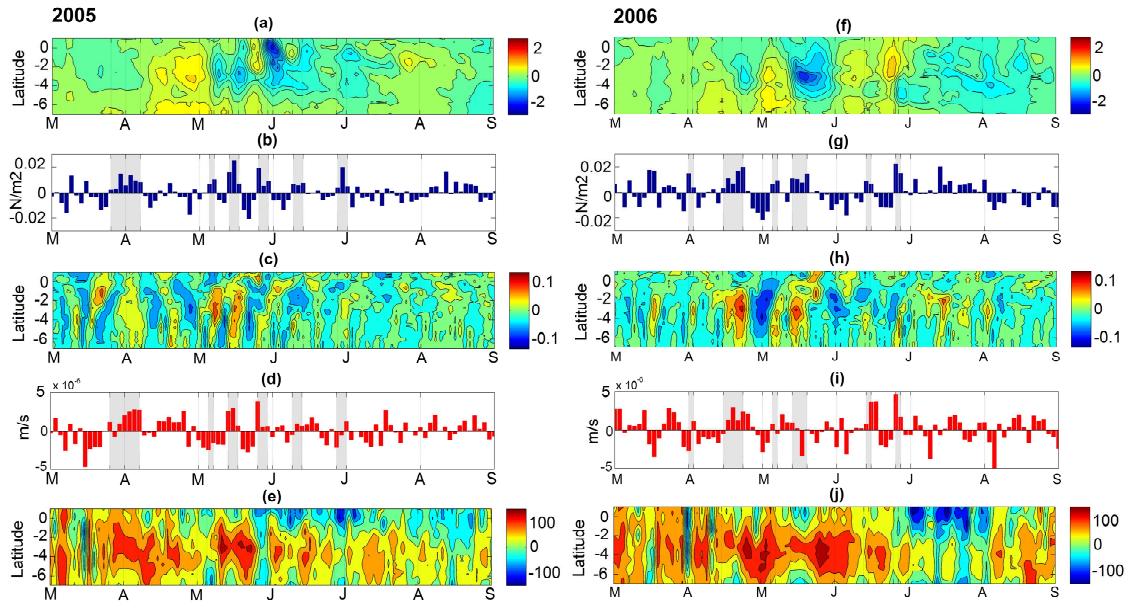 2005
2006
(a)
Latitude
0
-2
-4
-6
M A M J J A S
2
0
-2
(f)
Latitude
0
-2
-4
-6
M A M J J A S
2
0
-2
(b)
-N/m2
0.02
0
-0.02
M A M J J A S
(g)
-N/m2
0.02
0
-0.02
M A M J J A S
(c)
Latitude
0
-2
-4
-6
M A M J J A S
0.1
0
-0.1
(h)
Latitude
0
-2
-4
-6
M A M J J A S
0.1
0
-0.1
(d)
x 10
m/s
5
0
-5
M A M J J A S
(i)
x 10
m/s
5
0
-5
M A M J J A S
(e)
Latitude
0
-2
-4
-6
M A M J J A S
100
0
-100
(j)
Latitude
0
-2
-4
-6
M A M J J A S
100
0
-100